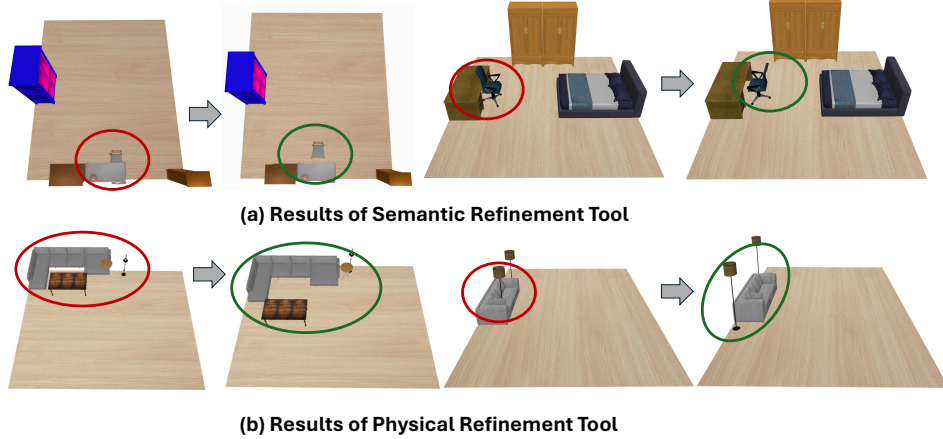 (a) Results of Semantic Refinement Tool
(b) Results of Physical Refinement Tool